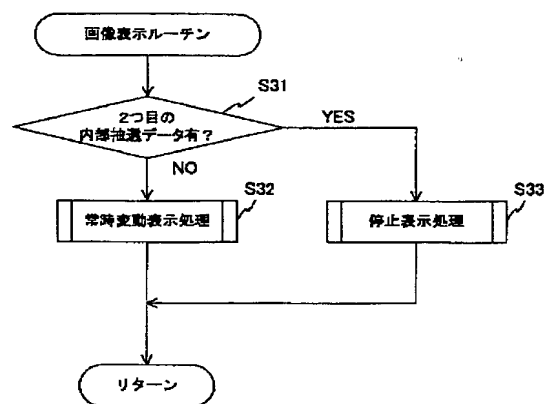 画像表示ルーチン
S31
2つ目の
内部抽選データ有?
YES
NO
S32
常時変動表示処理
S33
停止表示処理
リターン